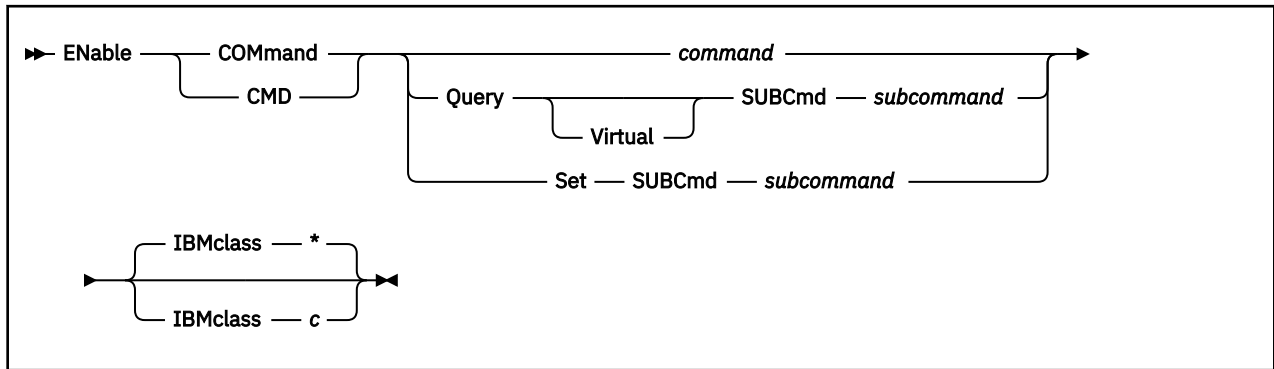 ENable COMmand command
CMD Query SUBCmd subcommand
Virtual
Set SUBCmd subcommand
IBMclass *
IBMclass c